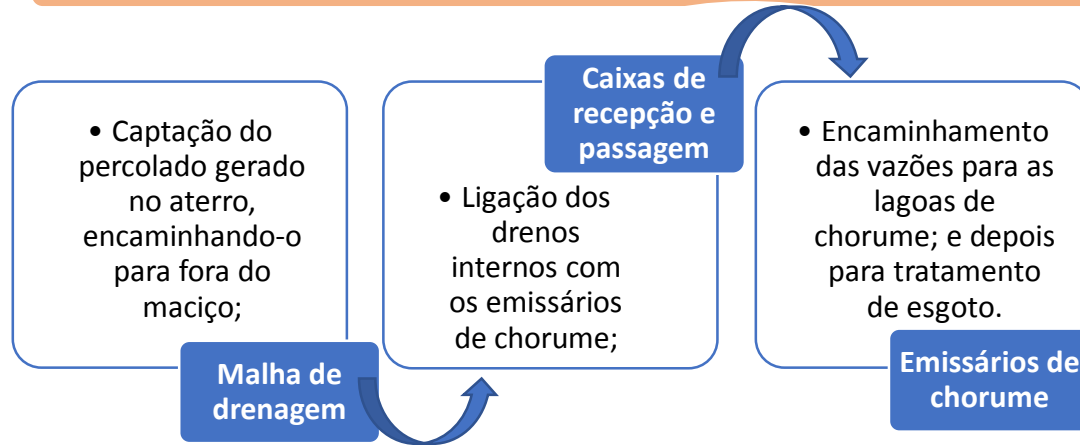 • Captação do
percolado gerado
no aterro,
encaminhando-o
para fora do
maciço;
Malha de
drenagem
• Ligação dos
drenos
internos com
os emissários
de chorume;
Caixas de
recepção e
passagem
• Encaminhamento
das vazões para as
lagoas de
chorume; e depois
para tratamento
de esgoto.
Emissários de
chorume